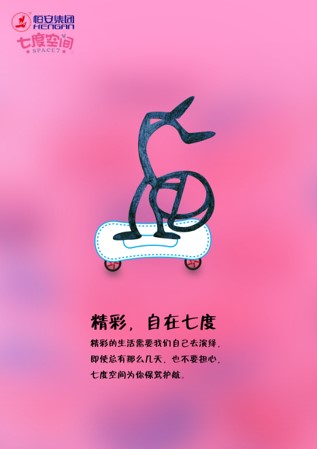 恒安集团
HENGAN
七度空间
SPACE7
精彩，自在七度
精彩的生活需要我们自己去演绎，
即使总有那么几天，也不要担心，
七度空间为你保驾护航．